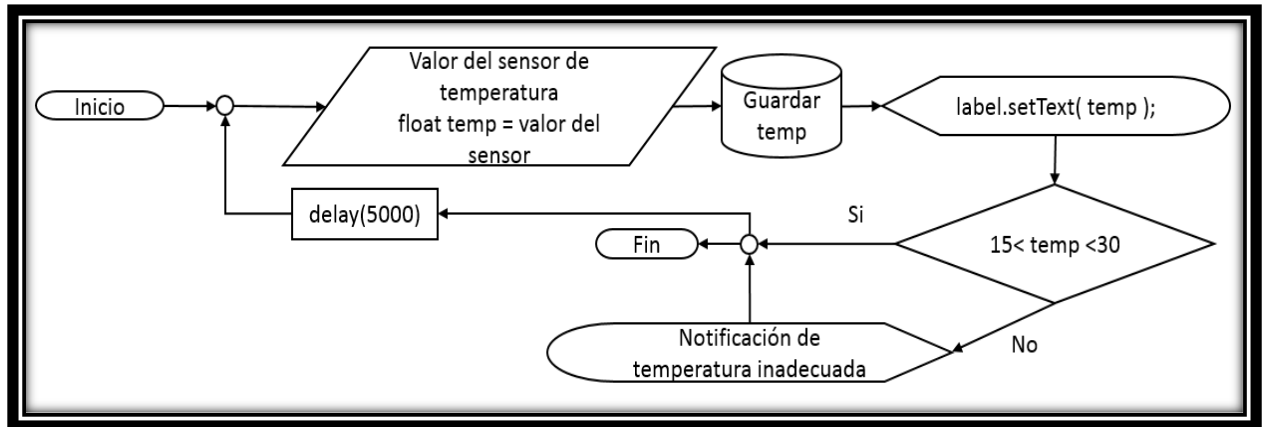 Inicio
Valor del sensor de
temperatura
float temp = valor del
sensor
Guardar
temp
label.setText( temp );
delay(5000)
Si
Fin
15< temp <30
Notificación de
temperatura inadecuada
No